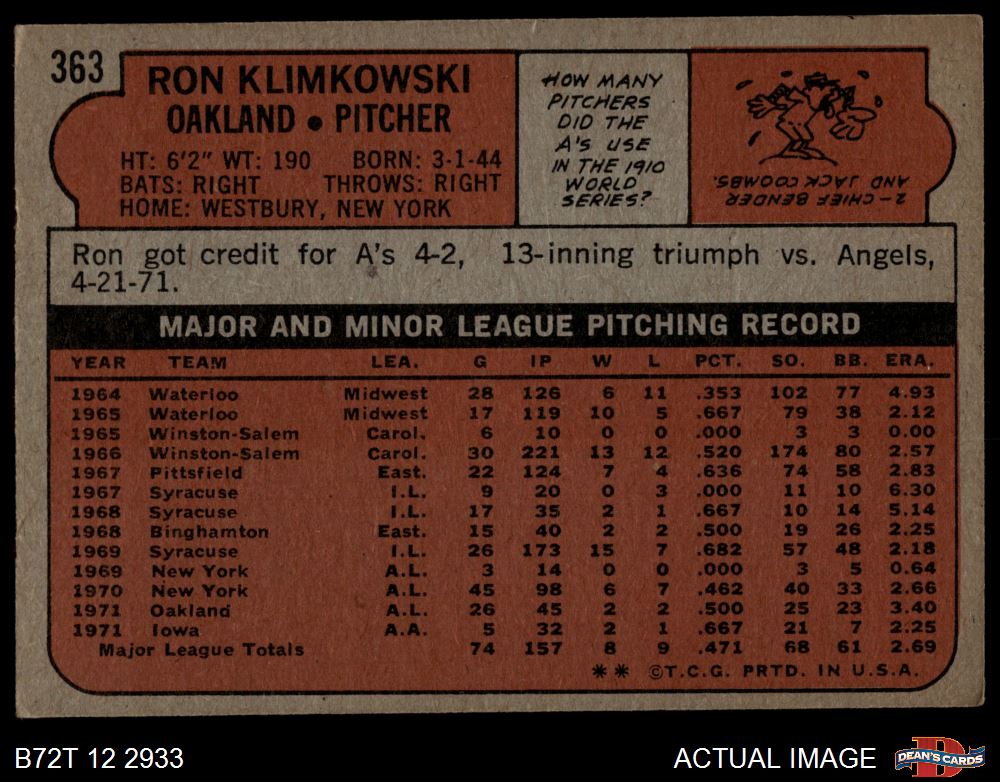 363
RON KLIMKOWSKI
OAKLAND • PITCHER
HT: 6'2" WT: 190 BORN: 3-1-44
BATS: RIGHT THROWS: RIGHT
HOME: WESTBURY, NEW YORK
HOW MANY
PITCHERS
DID THE
A's USE
IN THE 1910
WORLD
SERIES?
2-CHIEF BENDER
AND JACK COOMBS.
Ron got credit for A's 4-2, 13-inning triumph vs. Angels,
4-21-71.
MAJOR AND MINOR LEAGUE PITCHING RECORD
YEAR TEAM LEA. G IP W L PCT. SO. BB. ERA.
1964 Waterloo Midwest 28 126 6 11 .353 102 77 4.93
1965 Waterloo Midwest 17 119 10 5 .667 79 38 2.12
1965 Winston-Salem Carol. 6 10 0 0 .000 3 3 0.00
1966 Winston-Salem Carol. 30 221 13 12 .520 174 80 2.57
1967 Pittsfield East. 22 124 7 4 .636 74 58 2.83
1967 Syracuse I.L. 9 20 0 3 .000 11 10 6.30
1968 Syracuse I.L. 17 35 2 1 .667 10 14 5.14
1968 Binghamton East. 15 40 2 2 .500 19 26 2.25
1969 Syracuse I.L. 26 173 15 7 .682 57 48 2.18
1969 New York A.L. 3 14 0 0 .000 3 5 0.64
1970 New York A.L. 45 98 6 7 .462 40 33 2.66
1971 Oakland A.L. 26 45 2 2 .500 25 23 3.40
1971 Iowa A.A. 5 32 2 1 .667 21 7 2.25
Major League Totals 74 157 8 9 .471 68 61 2.69
** ©T.C.G. PRTD. IN U.S.A.
B72T 12 2933
ACTUAL IMAGE
D
DEAN'S CARDS